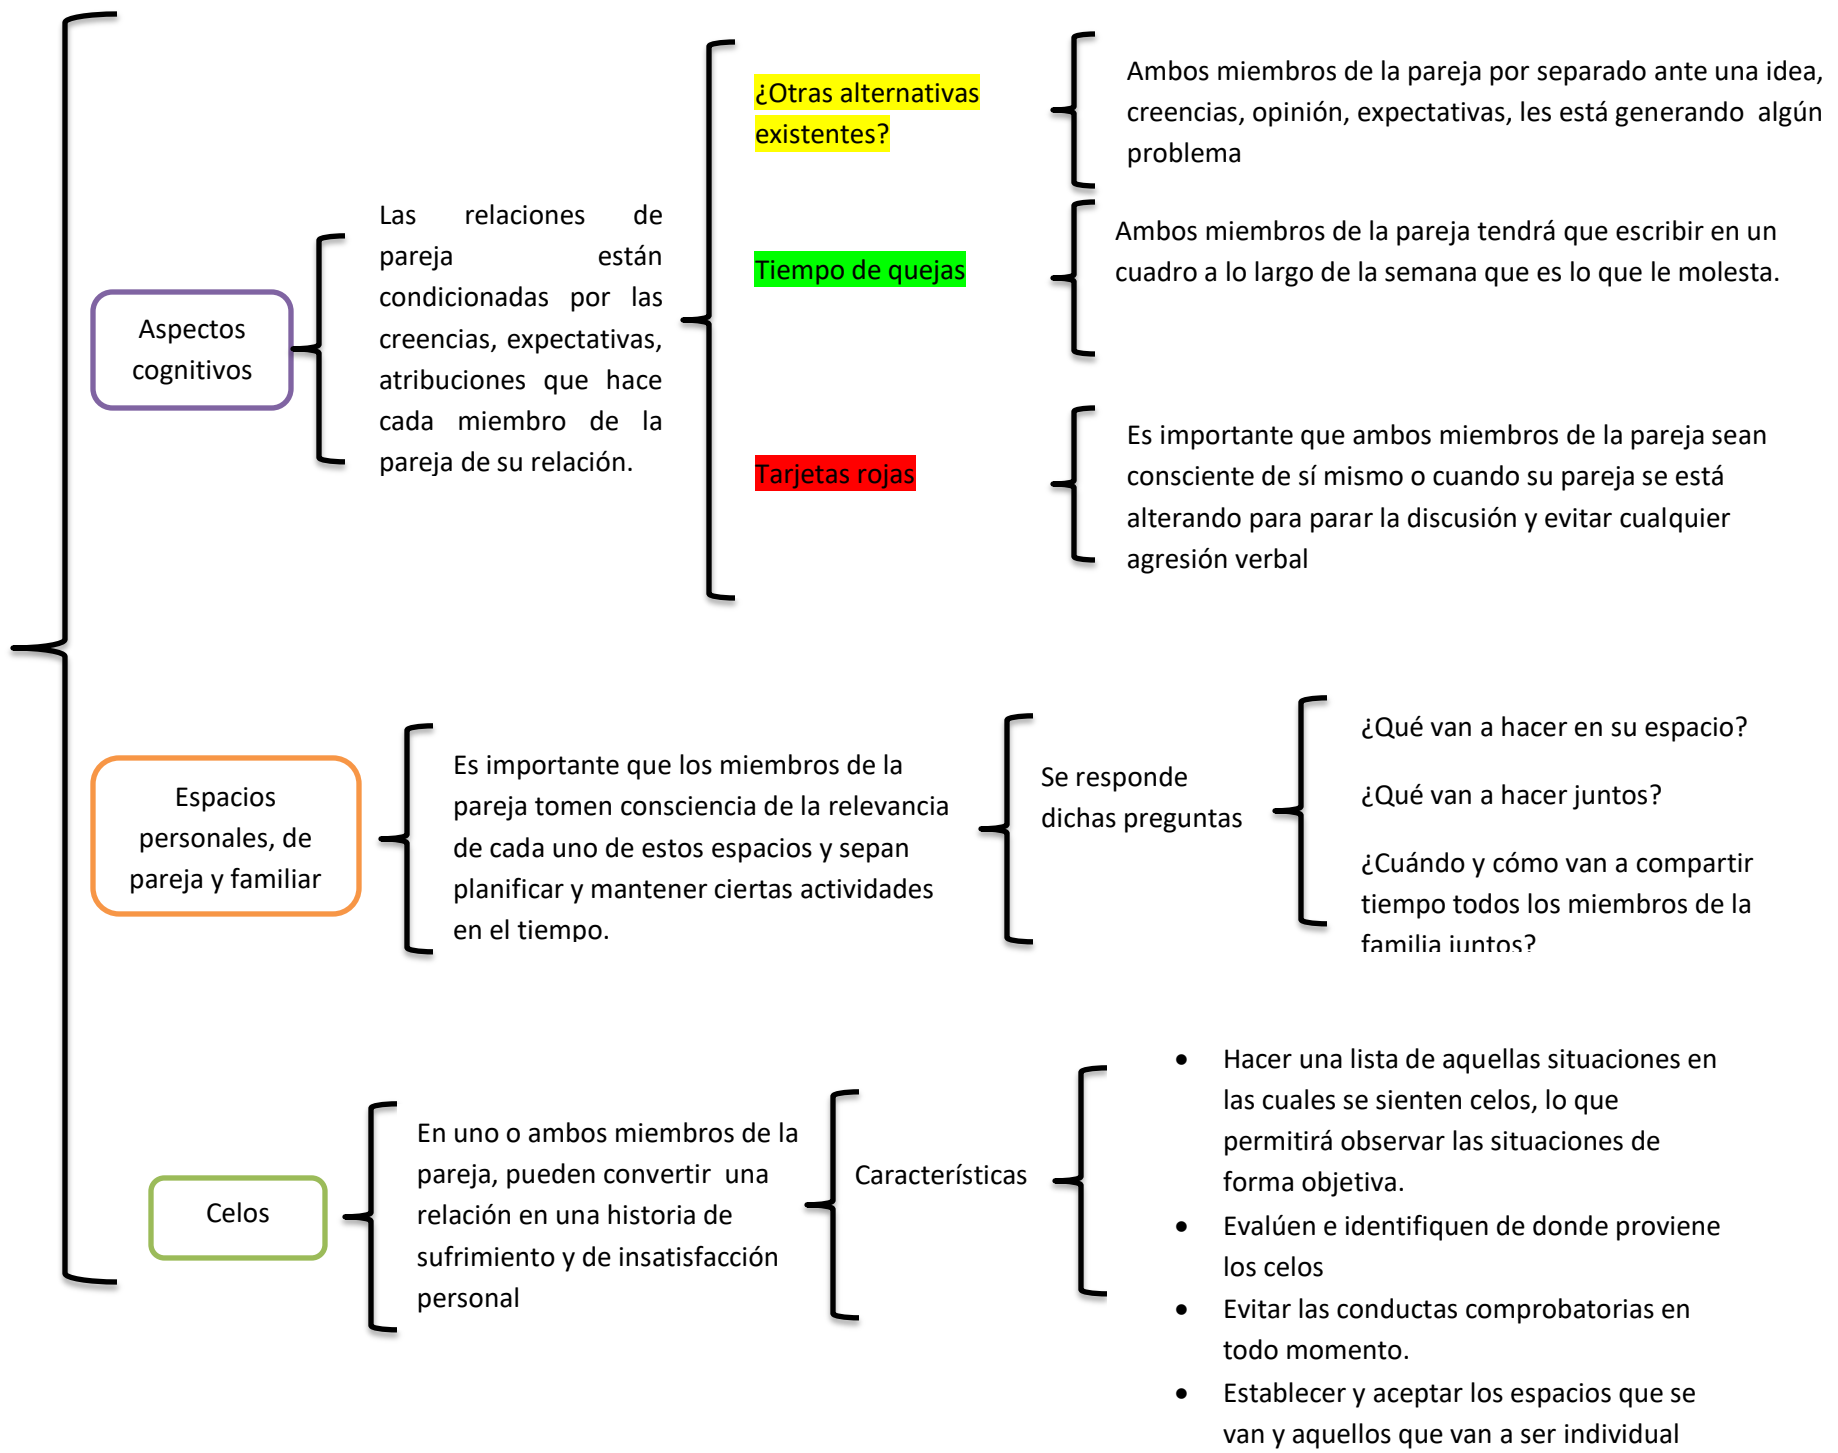 Aspectos
cognitivos
Las relaciones de
pareja están
condicionadas por las
creencias, expectativas,
atribuciones que hace
cada miembro de la
pareja de su relación.
¿Otras alternativas
existentes?
Ambos miembros de la pareja por separado ante una idea,
creencias, opinión, expectativas, les está generando algún
problema
Tiempo de quejas
Ambos miembros de la pareja tendrá que escribir en un
cuadro a lo largo de la semana que es lo que le molesta.
Tarjetas rojas
Es importante que ambos miembros de la pareja sean
consciente de sí mismo o cuando su pareja se está
alterando para parar la discusión y evitar cualquier
agresión verbal
Espacios
personales, de
pareja y familiar
Es importante que los miembros de la
pareja tomen consciencia de la relevancia
de cada uno de estos espacios y sepan
planificar y mantener ciertas actividades
en el tiempo.
Se responde
dichas preguntas
¿Qué van a hacer en su espacio?
¿Qué van a hacer juntos?
¿Cuándo y cómo van a compartir
tiempo todos los miembros de la
familia juntos?
Celos
En uno o ambos miembros de la
pareja, pueden convertir una
relación en una historia de
sufrimiento y de insatisfacción
personal
Características
• Hacer una lista de aquellas situaciones en
las cuales se sienten celos, lo que
permitirá observar las situaciones de
forma objetiva.
• Evalúen e identifiquen de donde proviene
los celos
• Evitar las conductas comprobatorias en
todo momento.
• Establecer y aceptar los espacios que se
van y aquellos que van a ser individual